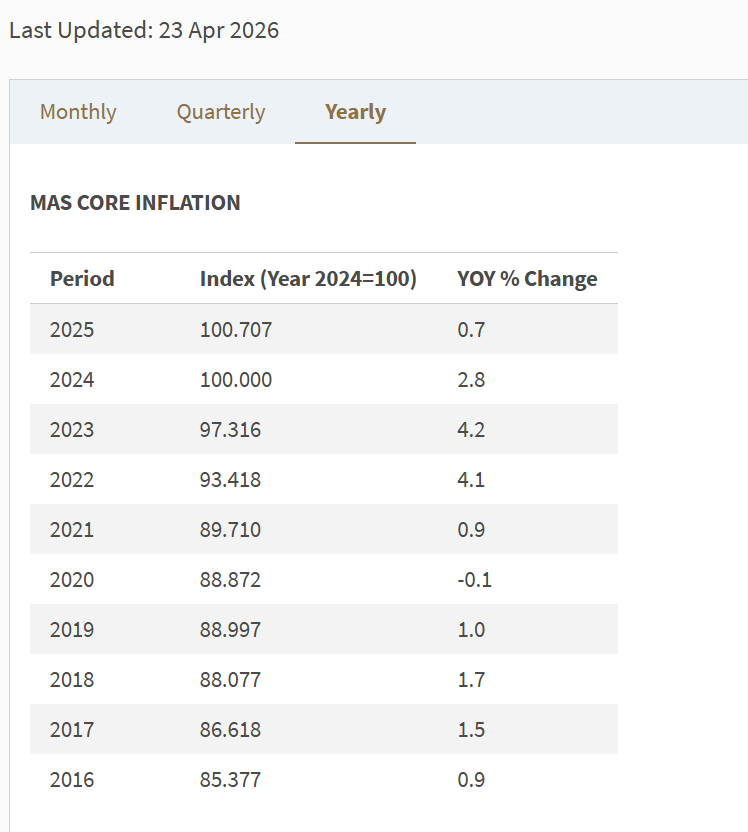 Last Updated: 23 Apr 2026
Monthly Quarterly Yearly
MAS CORE INFLATION
Period Index (Year 2024=100) YOY % Change
2025 100.707 0.7
2024 100.000 2.8
2023 97.316 4.2
2022 93.418 4.1
2021 89.710 0.9
2020 88.872 -0.1
2019 88.997 1.0
2018 88.077 1.7
2017 86.618 1.5
2016 85.377 0.9